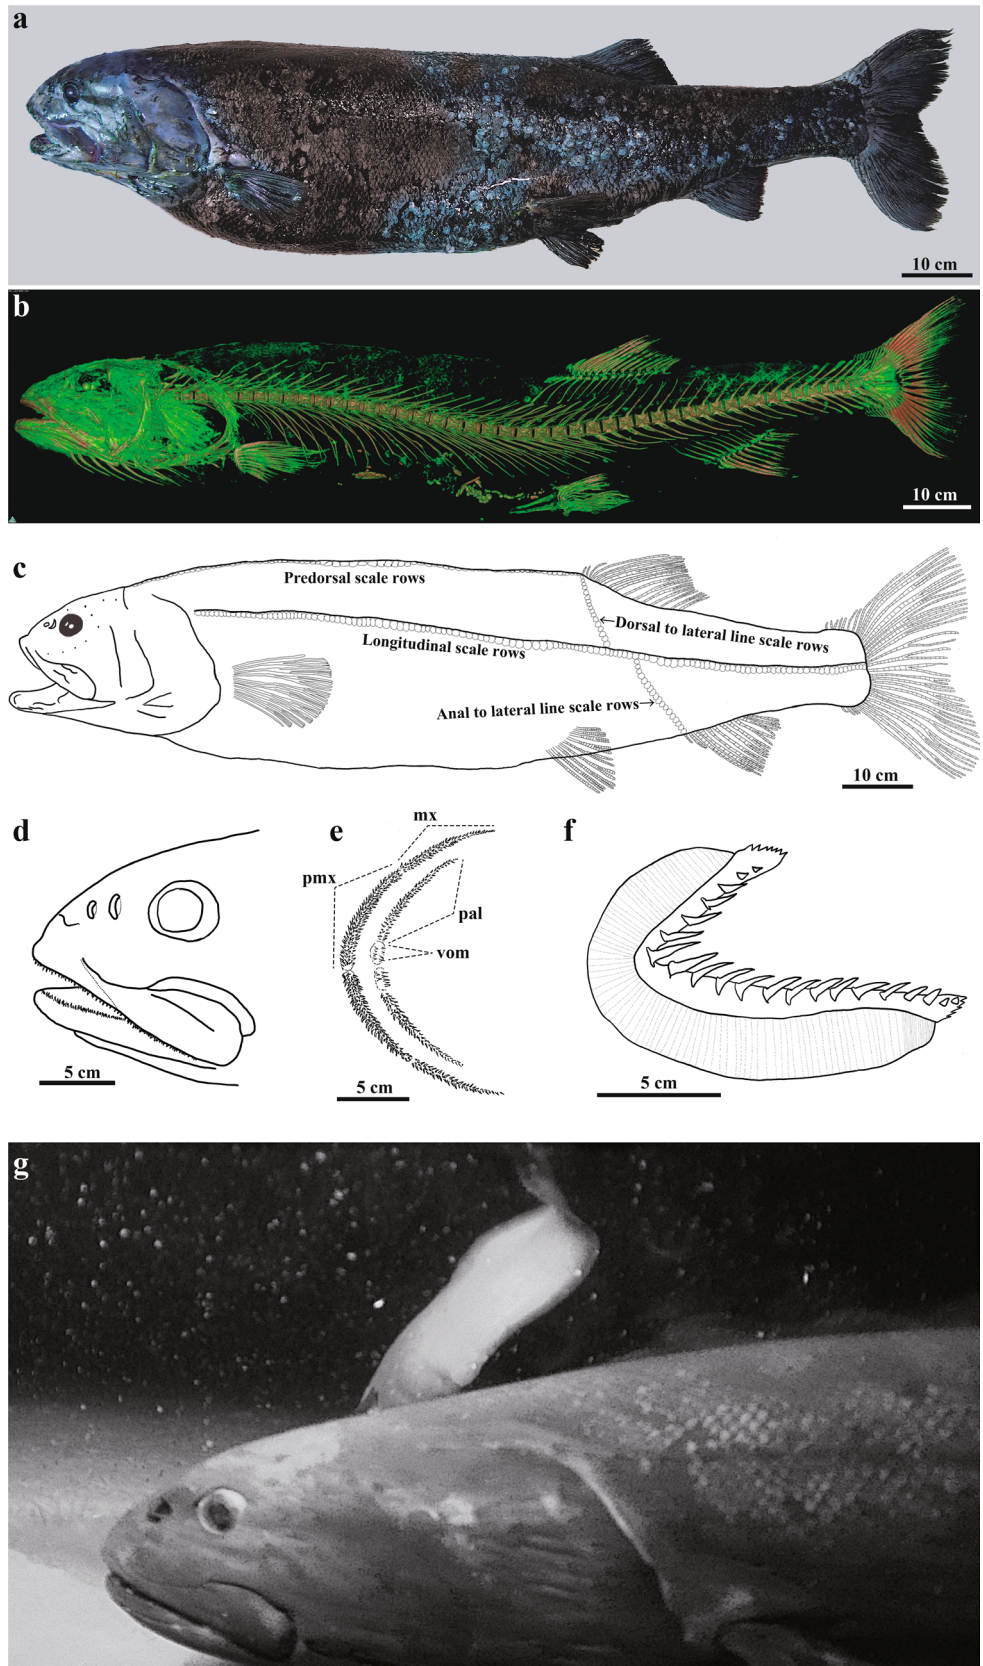 a
10 cm
b
10 cm
c
Predorsal scale rows
←Dorsal to lateral line scale rows
Longitudinal scale rows
Anal to lateral line scale rows→
10 cm
d
5 cm
e
mx
pmx
pal
vom
5 cm
f
5 cm
g